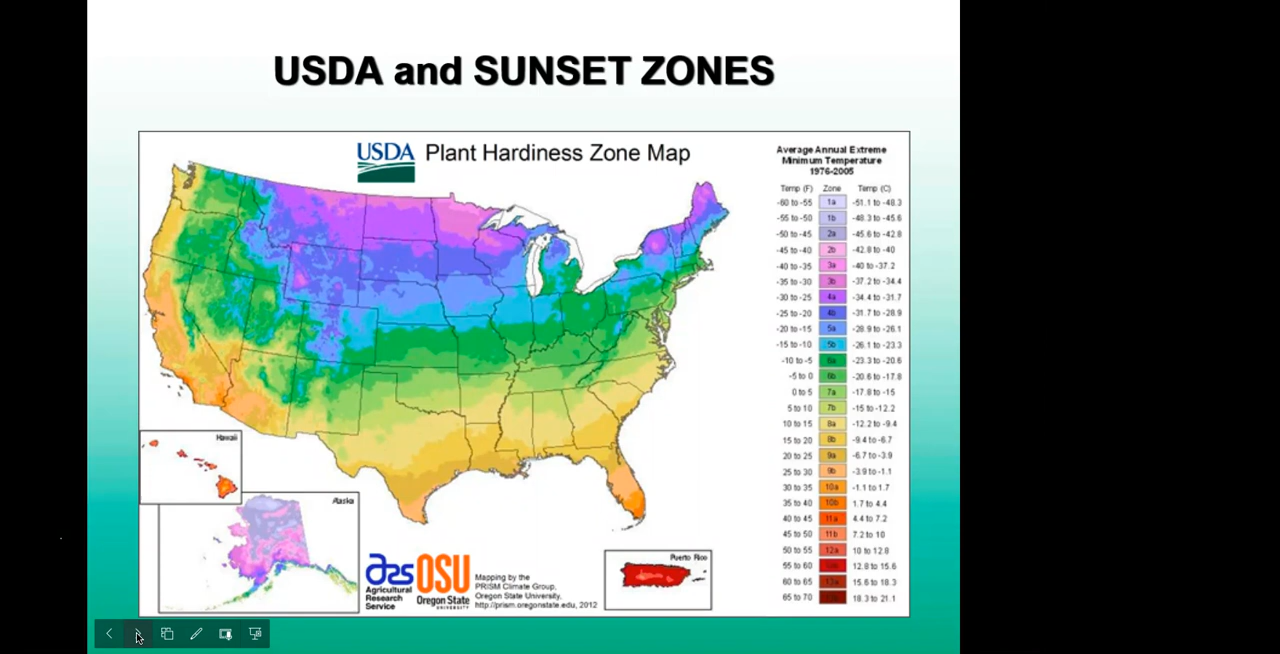 USDA and SUNSET ZONES
USDA
Plant Hardiness Zone Map
Average Annual Extreme
Minimum Temperature
1976-2005
Temp (F) Zone Temp (C)
-60 to -55 1a -51.1 to -48.3
-55 to -50 1b -48.3 to -45.6
-50 to -45 2a -45.6 to -42.8
-45 to -40 2b -42.8 to -40
-40 to -35 3a -40 to -37.2
-35 to -30 3b -37.2 to -34.4
-30 to -25 4a -34.4 to -31.7
-25 to -20 4b -31.7 to -28.9
-20 to -15 5a -28.9 to -26.1
-15 to -10 5b -26.1 to -23.3
-10 to -5 6a -23.3 to -20.6
-5 to 0 6b -20.6 to -17.8
0 to 5 7a -17.8 to -15
5 to 10 7b -15 to -12.2
10 to 15 8a -12.2 to -9.4
15 to 20 8b -9.4 to -6.7
20 to 25 9a -6.7 to -3.9
25 to 30 9b -3.9 to -1.1
30 to 35 10a -1.1 to 1.7
35 to 40 10b 1.7 to 4.4
40 to 45 11a 4.4 to 7.2
45 to 50 11b 7.2 to 10
50 to 55 12a 10 to 12.8
55 to 60 12.8 to 15.6
60 to 65 13a 15.6 to 18.3
65 to 70 18.3 to 21.1
Hawaii
Alaska
Puerto Rico
ars
Agricultural
Research
Service
OSU
Oregon State
UNIVERSITY
Mapping by the
PRISM Climate Group,
Oregon State University,
http://prism.oregonstate.edu, 2012